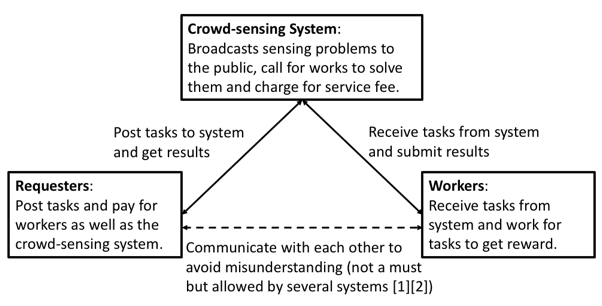 Crowd-sensing System:
Broadcasts sensing problems to
the public, call for works to solve
them and charge for service fee.
Post tasks to system
and get results
Receive tasks from system
and submit results
Requesters:
Post tasks and pay for
workers as well as the
crowd-sensing system.
Workers:
Receive tasks from
system and work for
tasks to get reward.
Communicate with each other to
avoid misunderstanding (not a must
but allowed by several systems [1][2])